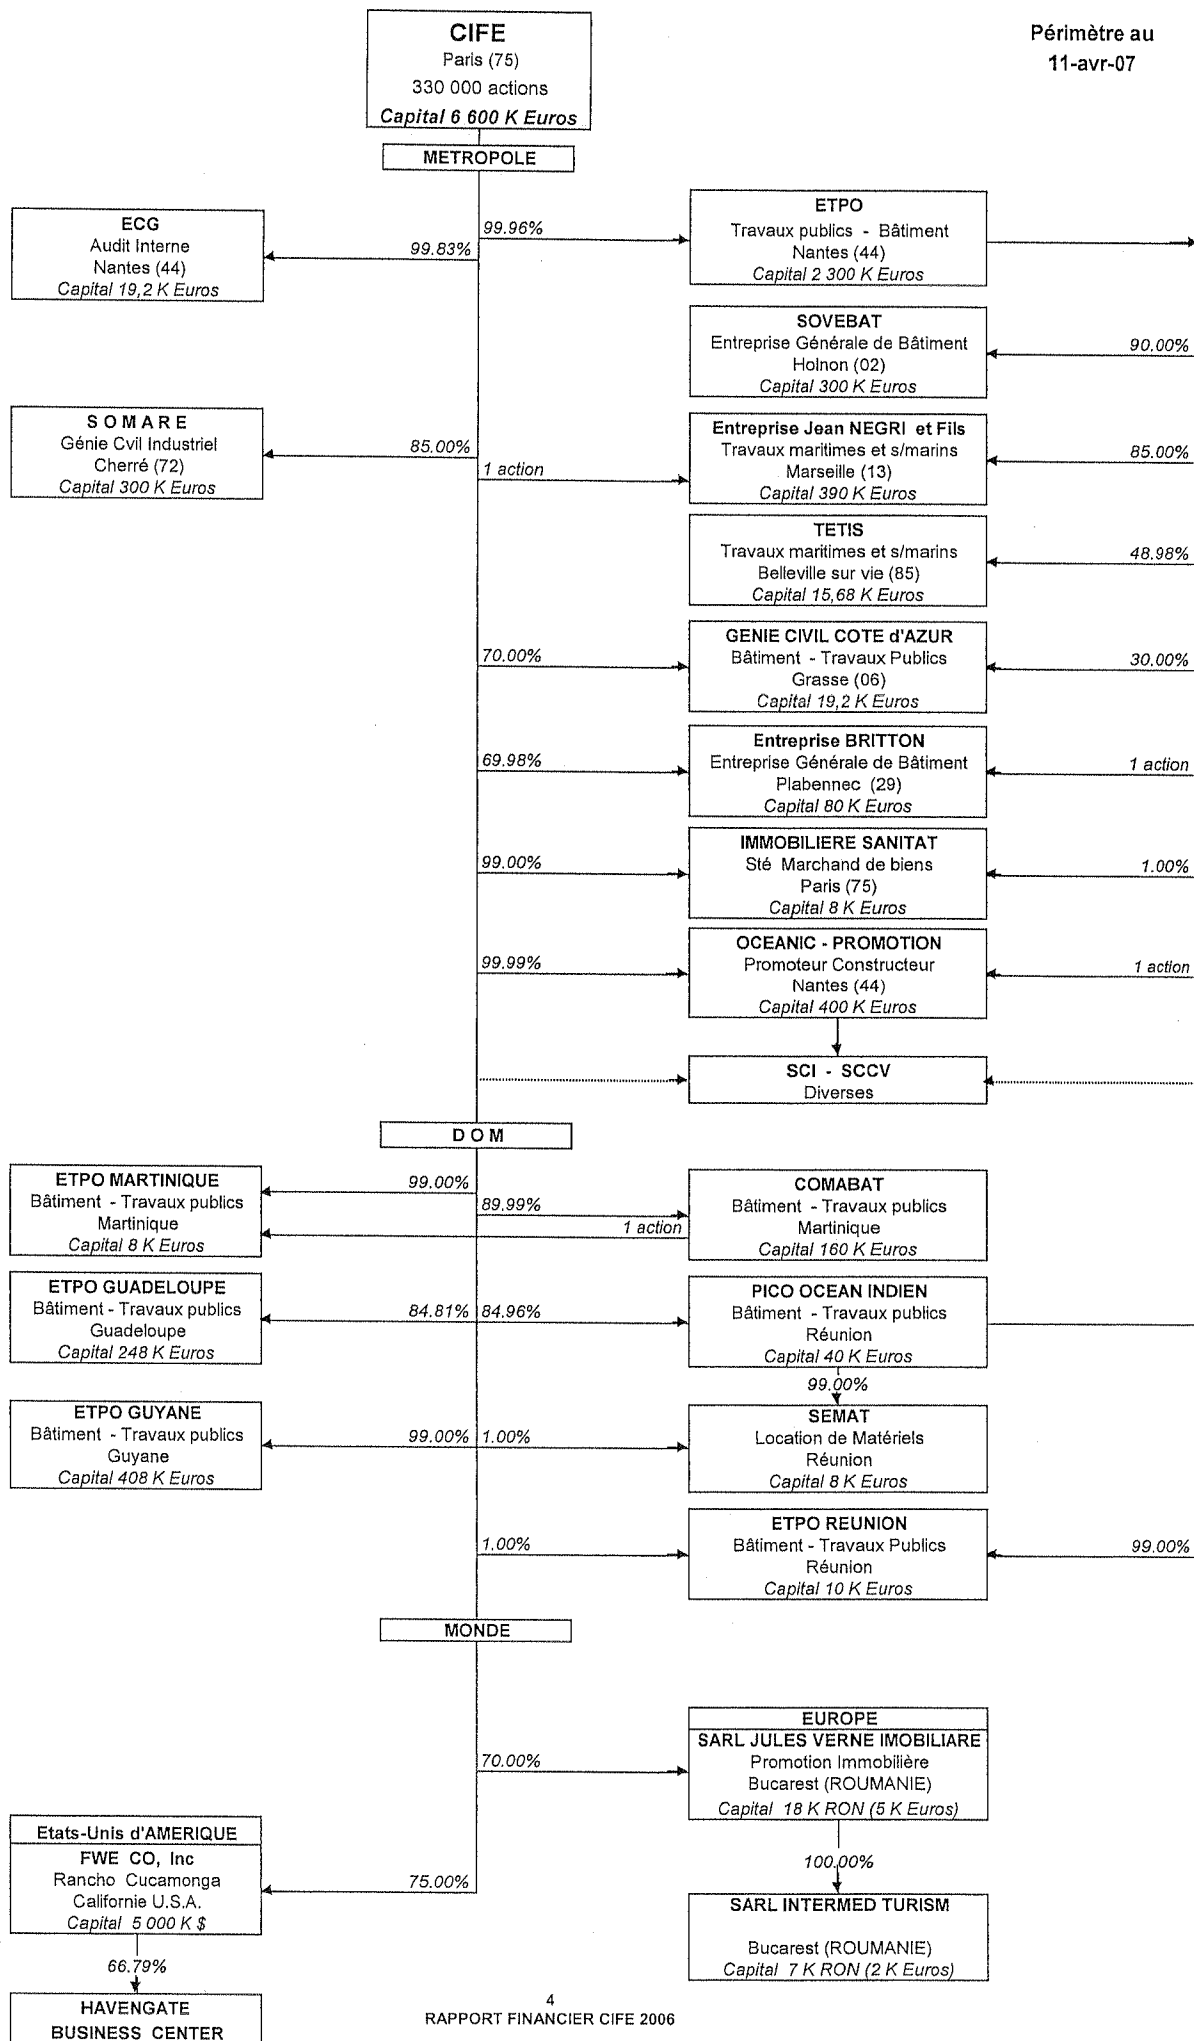 CIFE
Paris (75)
330 000 actions
Capital 6 600 K Euros
Périmètre au
11-avr-07
METROPOLE
ECG
Audit Interne
Nantes (44)
Capital 19,2 K Euros
99.83%
99.96%
ETPO
Travaux publics - Bâtiment
Nantes (44)
Capital 2 300 K Euros
SOVEBAT
Entreprise Générale de Bâtiment
Holnon (02)
Capital 300 K Euros
90.00%
S O M A R E
Génie Cvil Industriel
Cherré (72)
Capital 300 K Euros
85.00%
1 action
Entreprise Jean NEGRI et Fils
Travaux maritimes et s/marins
Marseille (13)
Capital 390 K Euros
85.00%
TETIS
Travaux maritimes et s/marins
Belleville sur vie (85)
Capital 15,68 K Euros
48.98%
70.00%
GENIE CIVIL COTE d'AZUR
Bâtiment - Travaux Publics
Grasse (06)
Capital 19,2 K Euros
30.00%
69.98%
Entreprise BRITTON
Entreprise Générale de Bâtiment
Plabennec (29)
Capital 80 K Euros
1 action
99.00%
IMMOBILIERE SANITAT
Sté Marchand de biens
Paris (75)
Capital 8 K Euros
1.00%
99.99%
OCEANIC - PROMOTION
Promoteur Constructeur
Nantes (44)
Capital 400 K Euros
1 action
SCI - SCCV
Diverses
D O M
ETPO MARTINIQUE
Bâtiment - Travaux publics
Martinique
Capital 8 K Euros
99.00%
89.99%
1 action
COMABAT
Bâtiment - Travaux publics
Martinique
Capital 160 K Euros
ETPO GUADELOUPE
Bâtiment - Travaux publics
Guadeloupe
Capital 248 K Euros
84.81%
84.96%
PICO OCEAN INDIEN
Bâtiment - Travaux publics
Réunion
Capital 40 K Euros
99.00%
ETPO GUYANE
Bâtiment - Travaux publics
Guyane
Capital 408 K Euros
99.00%
1.00%
SEMAT
Location de Matériels
Réunion
Capital 8 K Euros
1.00%
ETPO REUNION
Bâtiment - Travaux Publics
Réunion
Capital 10 K Euros
99.00%
MONDE
70.00%
EUROPE
SARL JULES VERNE IMOBILIARE
Promotion Immobilière
Bucarest (ROUMANIE)
Capital 18 K RON (5 K Euros)
100.00%
SARL INTERMED TURISM
Bucarest (ROUMANIE)
Capital 7 K RON (2 K Euros)
Etats-Unis d'AMERIQUE
FWE CO, Inc
Rancho Cucamonga
Californie U.S.A.
Capital 5 000 K $
75.00%
66.79%
HAVENGATE
BUSINESS CENTER
4
RAPPORT FINANCIER CIFE 2006